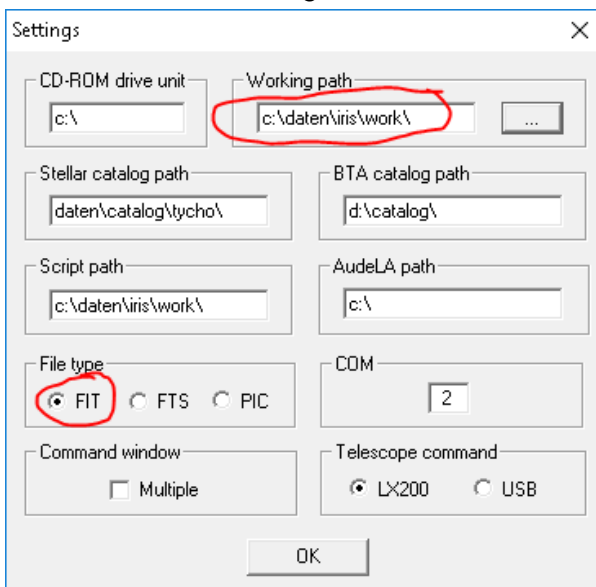 Settings
CD-ROM drive unit
c:\
Working path
c:\daten\iris\work\
...
Stellar catalog path
daten\catalog\tycho\
BTA catalog path
d:\catalog\
Script path
c:\daten\iris\work\
AudeLA path
c:\
File type
FIT FTS PIC
COM
2
Command window
Multiple
Telescope command
LX200 USB
OK